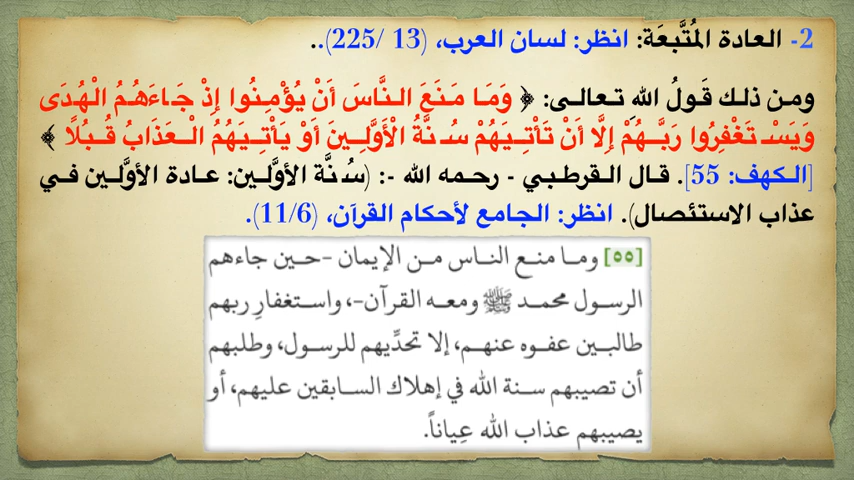 2- العادة المُتَّبعَة: انظر: لسان العرب، (13 /225)..
ومن ذلك قَولُ الله تعالى: ﴿ وَمَا مَنَعَ النَّاسَ أَنْ يُؤْمِنُوا إِذْ جَاءَهُمُ الْهُدَى
وَيَسْتَغْفِرُوا رَبَّهُمْ إِلَّا أَنْ تَأْتِيَهُمْ سُنَّةُ الْأَوَّلِينَ أَوْ يَأْتِيَهُمُ الْعَذَابُ قُبُلًا ﴾
[الكهف: 55]. قال القرطبي - رحمه الله -: (سُنَّة الأوَّلين: عادة الأوَّلين في
عذاب الاستئصال). انظر: الجامع لأحكام القرآن، (11/6).
[٥٥] وما منع الناس من الإيمان -حين جاءهم
الرسول محمد ﷺ ومعه القرآن-، واستغفارِ ربهم
طالبين عفوه عنهم، إلا تحدِّيهم للرسول، وطلبهم
أن تصيبهم سنة الله في إهلاك السابقين عليهم، أو
يصيبهم عذاب الله عِياناً.